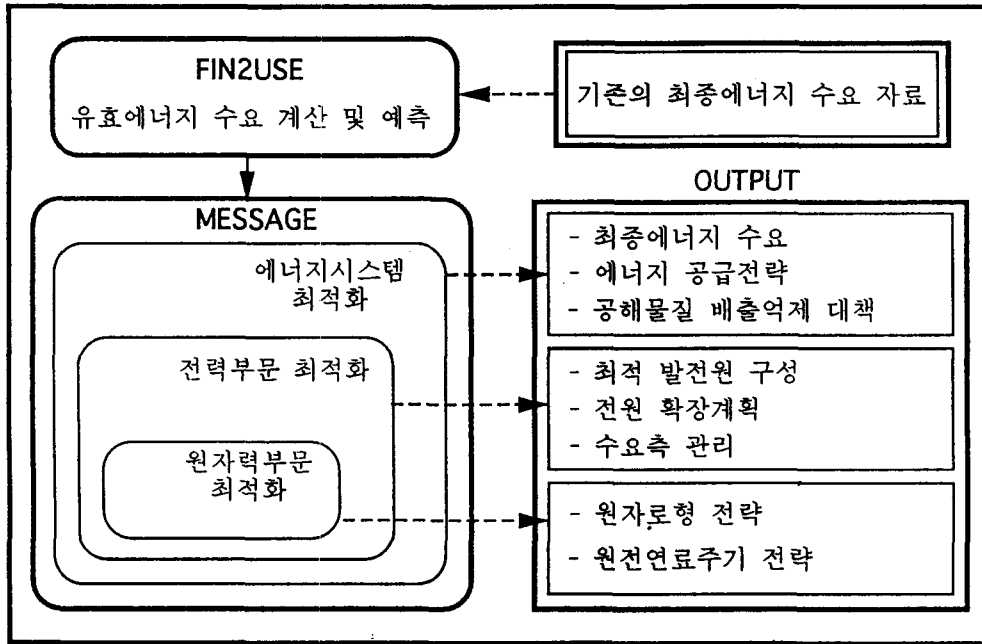 FIN2USE
유효에너지 수요 계산 및 예측
기존의 최종에너지 수요 자료
MESSAGE
에너지시스템
최적화
전력부문 최적화
원자력부문
최적화
OUTPUT
- 최종에너지 수요
- 에너지 공급전략
- 공해물질 배출억제 대책
- 최적 발전원 구성
- 전원 확장계획
- 수요측 관리
- 원자로형 전략
- 원전연료주기 전략